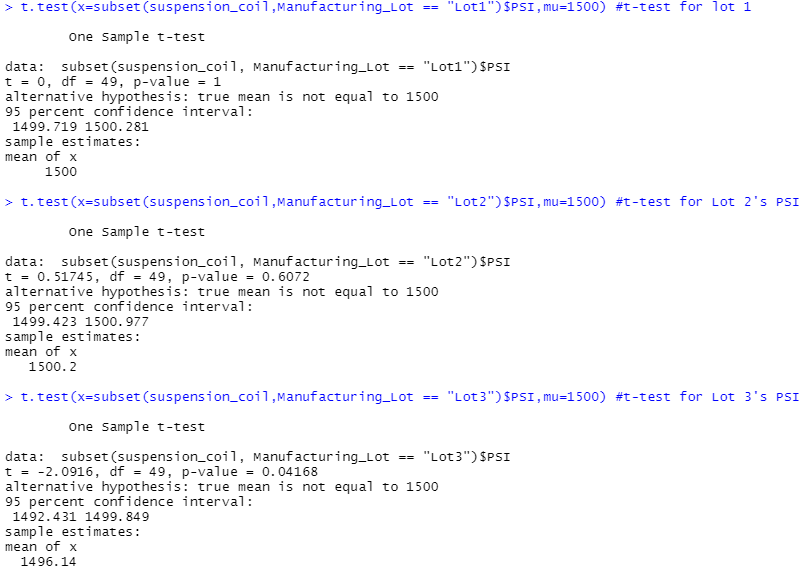 > t.test(x=subset(suspension_coil,Manufacturing_Lot == "Lot1")$PSI,mu=1500) #t-test for lot 1
One Sample t-test
data:  subset(suspension_coil, Manufacturing_Lot == "Lot1")$PSI
t = 0, df = 49, p-value = 1
alternative hypothesis: true mean is not equal to 1500
95 percent confidence interval:
1499.719 1500.281
sample estimates:
mean of x
1500
> t.test(x=subset(suspension_coil,Manufacturing_Lot == "Lot2")$PSI,mu=1500) #t-test for Lot 2's PSI
One Sample t-test
data:  subset(suspension_coil, Manufacturing_Lot == "Lot2")$PSI
t = 0.51745, df = 49, p-value = 0.6072
alternative hypothesis: true mean is not equal to 1500
95 percent confidence interval:
1499.423 1500.977
sample estimates:
mean of x
1500.2
> t.test(x=subset(suspension_coil,Manufacturing_Lot == "Lot3")$PSI,mu=1500) #t-test for Lot 3's PSI
One Sample t-test
data:  subset(suspension_coil, Manufacturing_Lot == "Lot3")$PSI
t = -2.0916, df = 49, p-value = 0.04168
alternative hypothesis: true mean is not equal to 1500
95 percent confidence interval:
1492.431 1499.849
sample estimates:
mean of x
1496.14